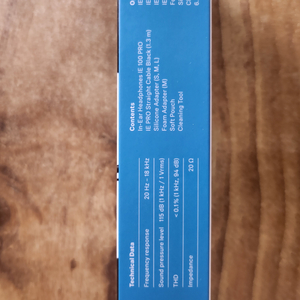 Contents
In-Ear Headphones IE 100 PRO
IE PRO Straight Cable Black (1.3 m)
Silicone Adapter (S, M, L)
Foam Adapter (M)
Soft Pouch
Cleaning Tool
Technical Data
Frequency response 20 Hz - 18 kHz
Sound pressure level 115 dB (1 kHz / 1 Vrms)
THD < 0.1% (1 kHz, 94 dB)
Impedance 20 Ω